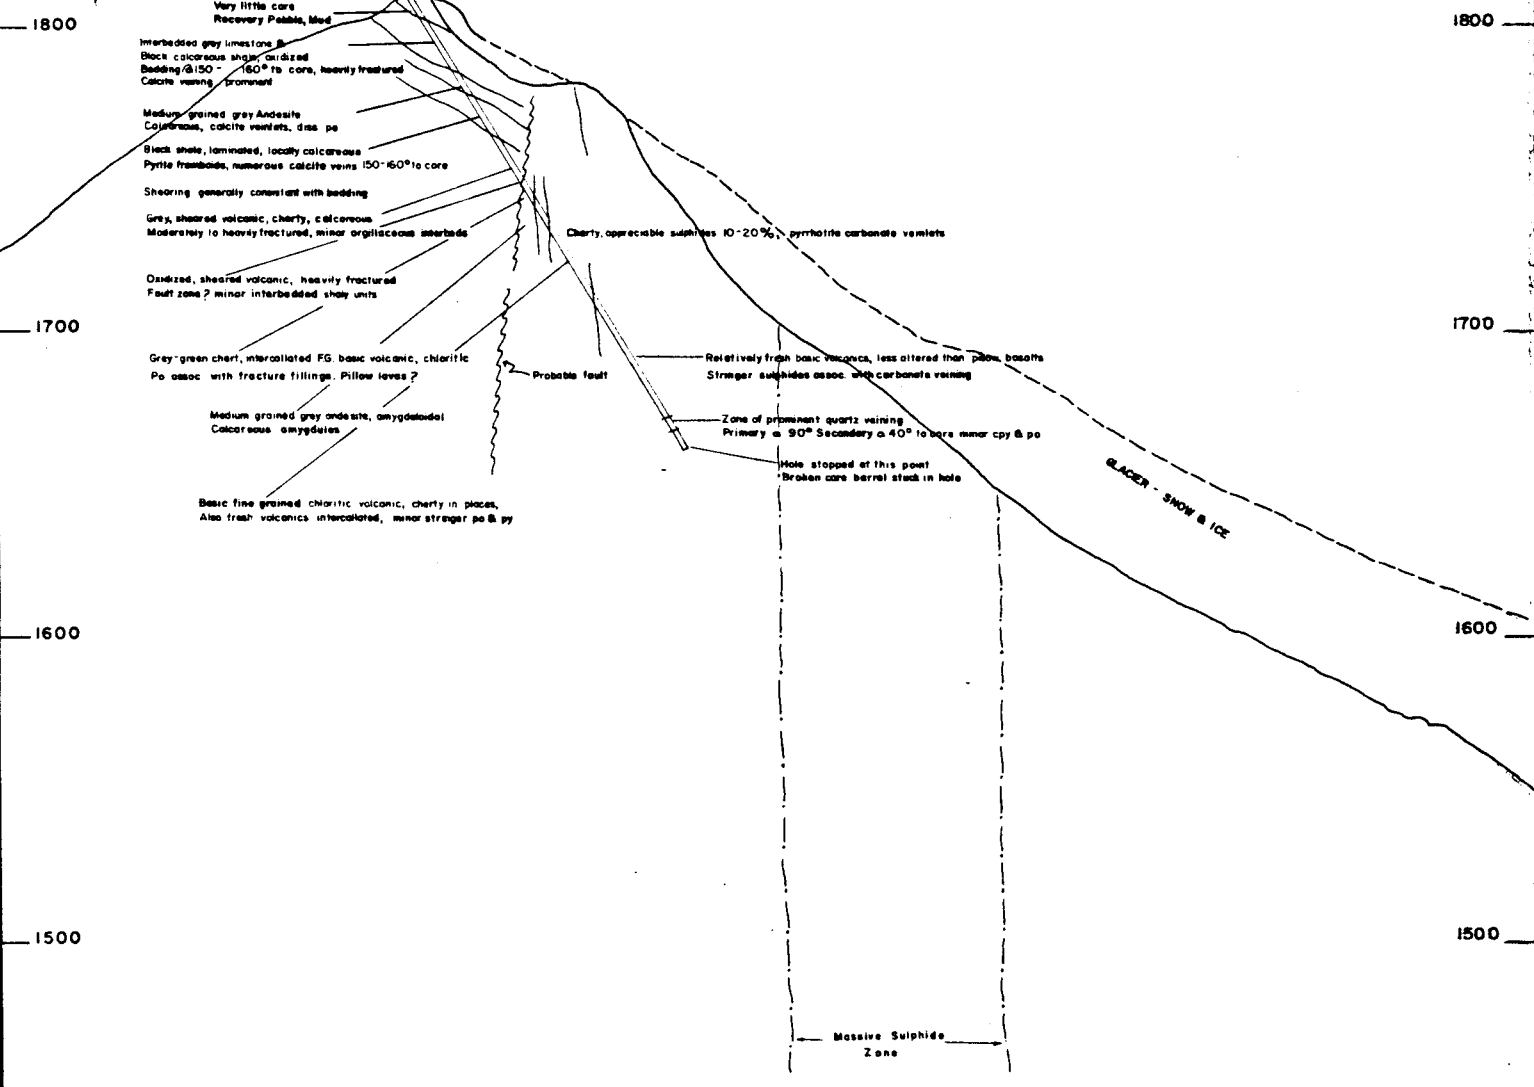 Very little core
Recovery Pebble, Mud
1800
1800
Interbedded grey limestone &
Black calcareous shale, oxidized
Bedding @ 150 - 160° to core, heavily fractured
Calcite veining prominent
Medium grained grey Andesite
Calcareous, calcite veinlets, diss po
Black shale, laminated, locally calcareous
Pyrite framboids, numerous calcite veins 150-160° to core
Shearing generally consistant with bedding
Grey, sheared volcanic, cherty, calcareous
Moderately to heavily fractured, minor argillaceous interbeds
Cherty, appreciable sulphides 10-20%, pyrrhotite carbonate veinlets
Oxidized, sheared volcanic, heavily fractured
Fault zone? minor interbedded shaly units
1700
1700
Grey-green chert, intercallated F.G. basic volcanic, chloritic
Po assoc with fracture fillings. Pillow lavas?
Probable fault
Relatively fresh basic volcanics, less altered than pillow basalts
Stringer sulphides assoc. with carbonate veining
Medium grained grey andesite, amygdaloidal
Calcareous amygdules
Zone of prominent quartz veining
Primary @ 90° Secondary @ 40° to core minor cpy & po
Hole stopped at this point
Broken core barrel stuck in hole
Basic fine grained chloritic volcanic, cherty in places,
Also fresh volcanics intercallated, minor stringer po & py
GLACIER - SNOW & ICE
1600
1600
1500
1500
Massive Sulphide
Zone